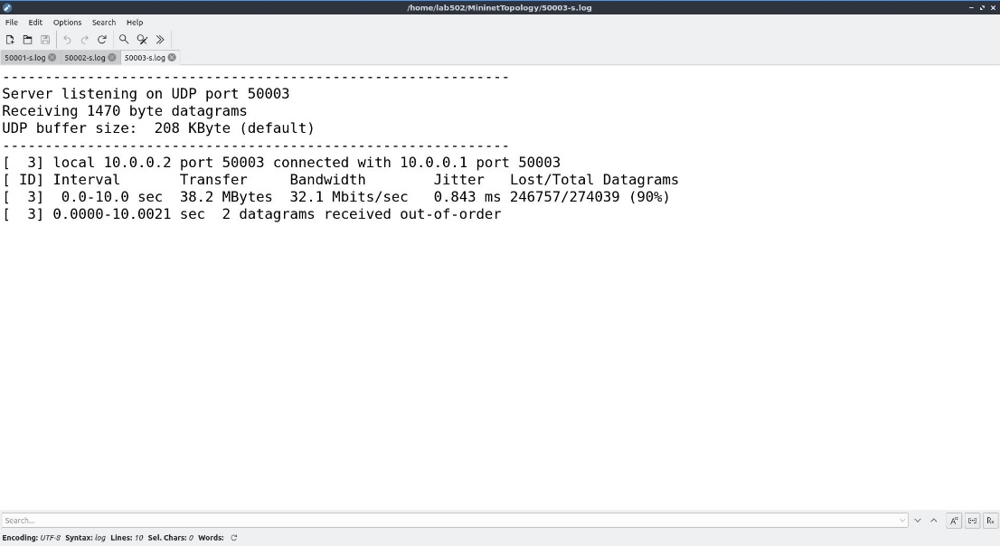 /home/lab502/MininetTopology/50003-s.log
File Edit Options Search Help
50001-s.log 50002-s.log 50003-s.log
------------------------------------------------------------
Server listening on UDP port 50003
Receiving 1470 byte datagrams
UDP buffer size:  208 KByte (default)
------------------------------------------------------------
[  3] local 10.0.0.2 port 50003 connected with 10.0.0.1 port 50003
[ ID] Interval       Transfer     Bandwidth        Jitter   Lost/Total Datagrams
[  3]  0.0-10.0 sec  38.2 MBytes  32.1 Mbits/sec   0.843 ms 246757/274039 (90%)
[  3] 0.0000-10.0021 sec  2 datagrams received out-of-order
Search...
Encoding: UTF-8 Syntax: log Lines: 10 Sel. Chars: 0 Words: